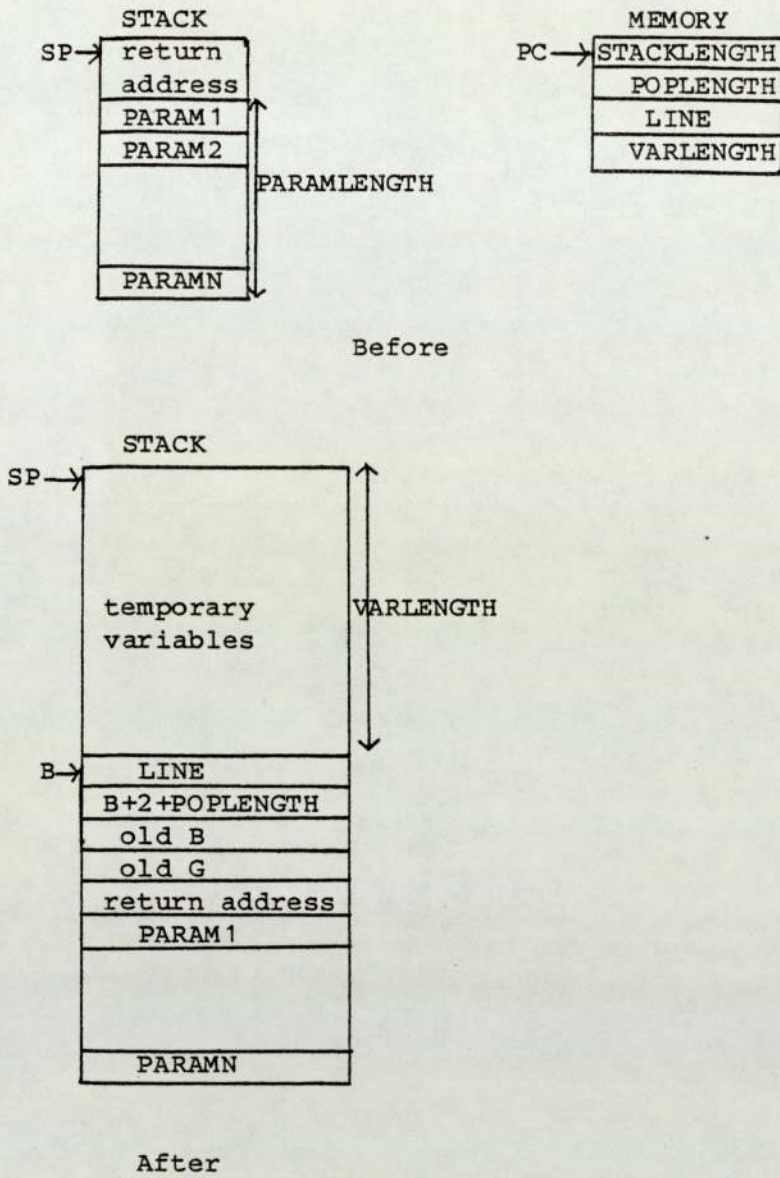 STACK
MEMORY
SP return
address
PARAM1
PARAM2
PARAMLENGTH
PARAMN
PC STACKLENGTH
POPLENGTH
LINE
VARLENGTH
Before
STACK
SP
temporary
variables
VARLENGTH
B LINE
B+2+POPLENGTH
old B
old G
return address
PARAM1
PARAMN
After